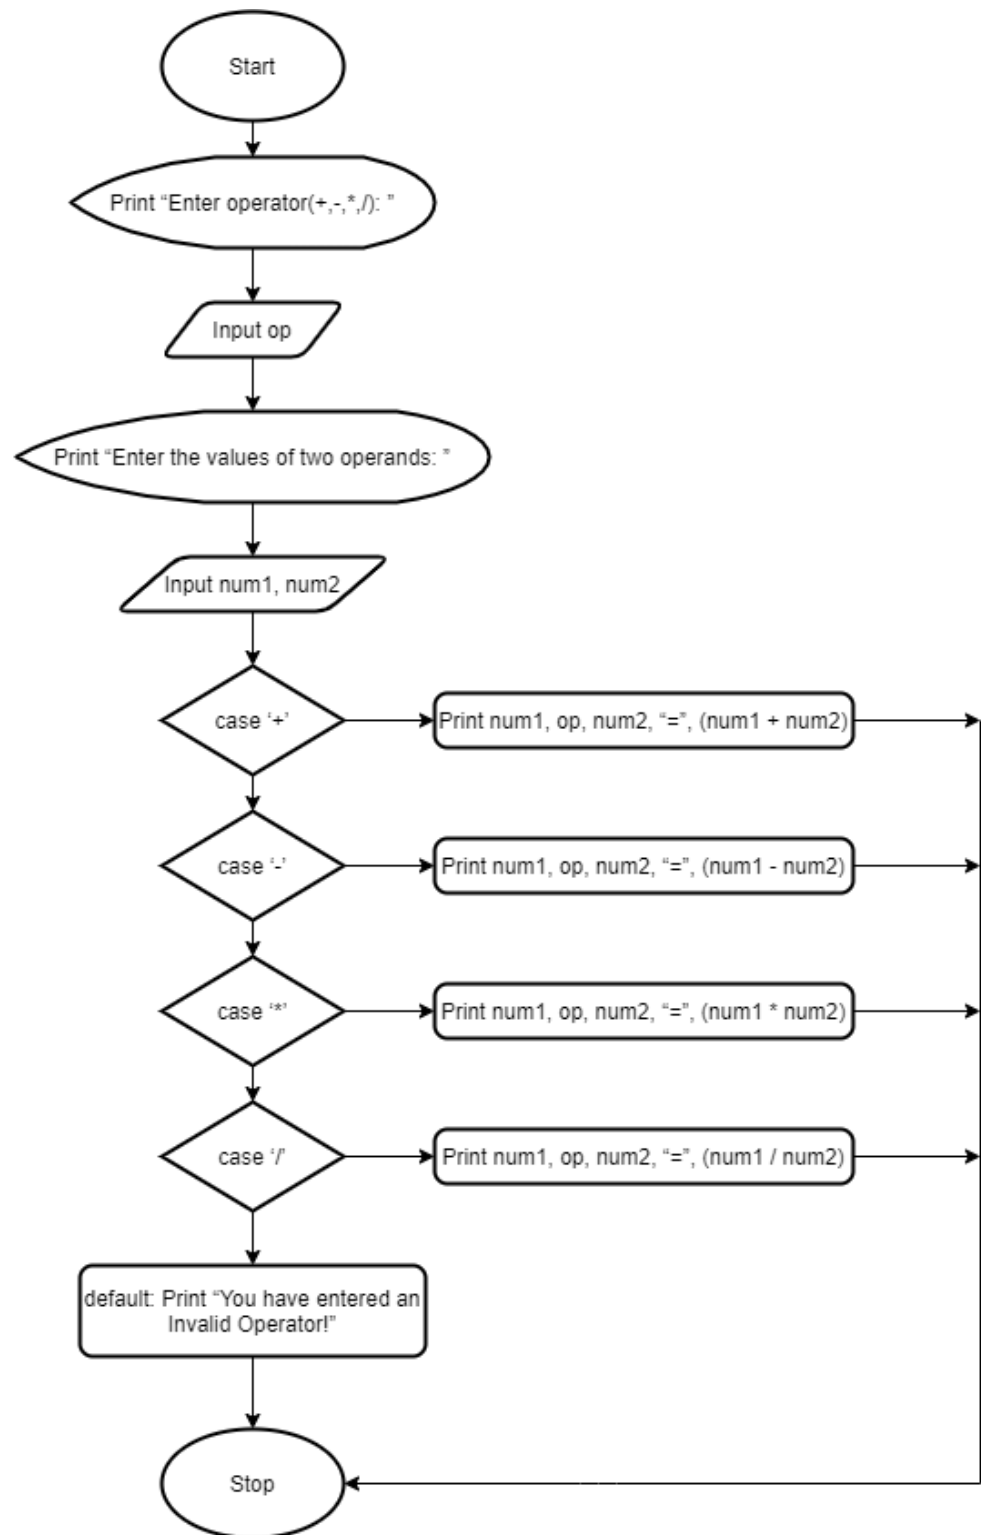 Start
Print “Enter operator(+,-,*,/): ”
Input op
Print “Enter the values of two operands: ”
Input num1, num2
case ‘+’
Print num1, op, num2, “=”, (num1 + num2)
case ‘-’
Print num1, op, num2, “=”, (num1 - num2)
case ‘*’
Print num1, op, num2, “=”, (num1 * num2)
case ‘/’
Print num1, op, num2, “=”, (num1 / num2)
default: Print “You have entered an
Invalid Operator!”
Stop